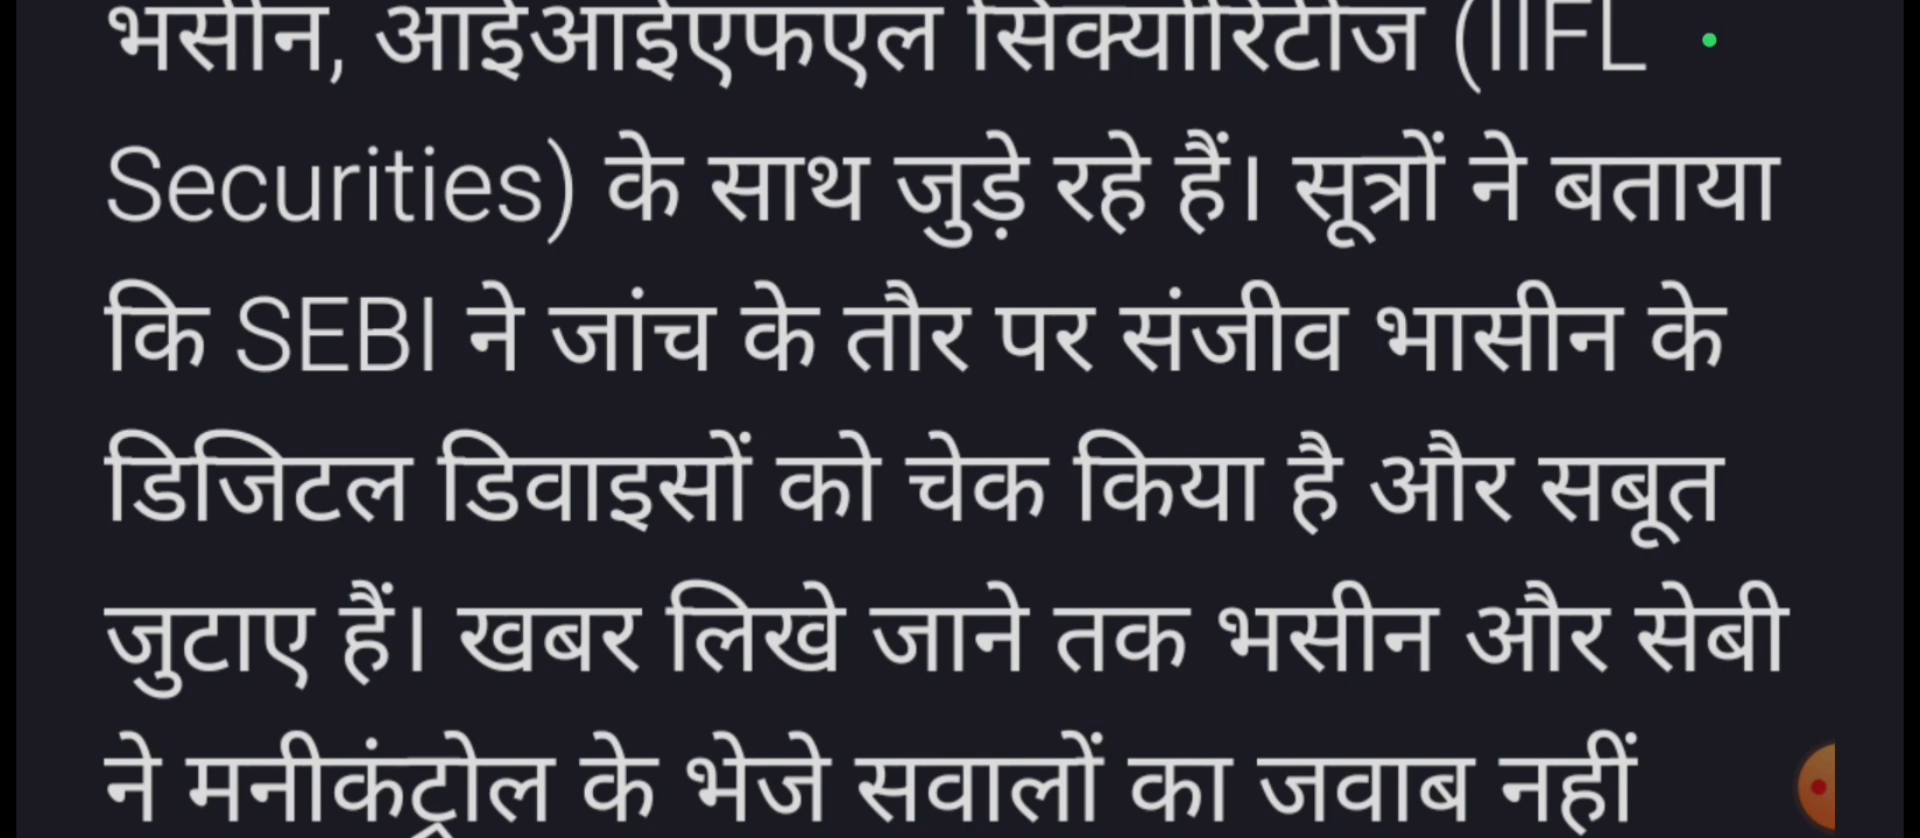 भसीन, आईआईएफएल सिक्योरिटीज (IIFL
Securities) के साथ जुड़े रहे हैं। सूत्रों ने बताया
कि SEBI ने जांच के तौर पर संजीव भासीन के
डिजिटल डिवाइसों को चेक किया है और सबूत
जुटाए हैं। खबर लिखे जाने तक भसीन और सेबी
ने मनीकंट्रोल के भेजे सवालों का जवाब नहीं